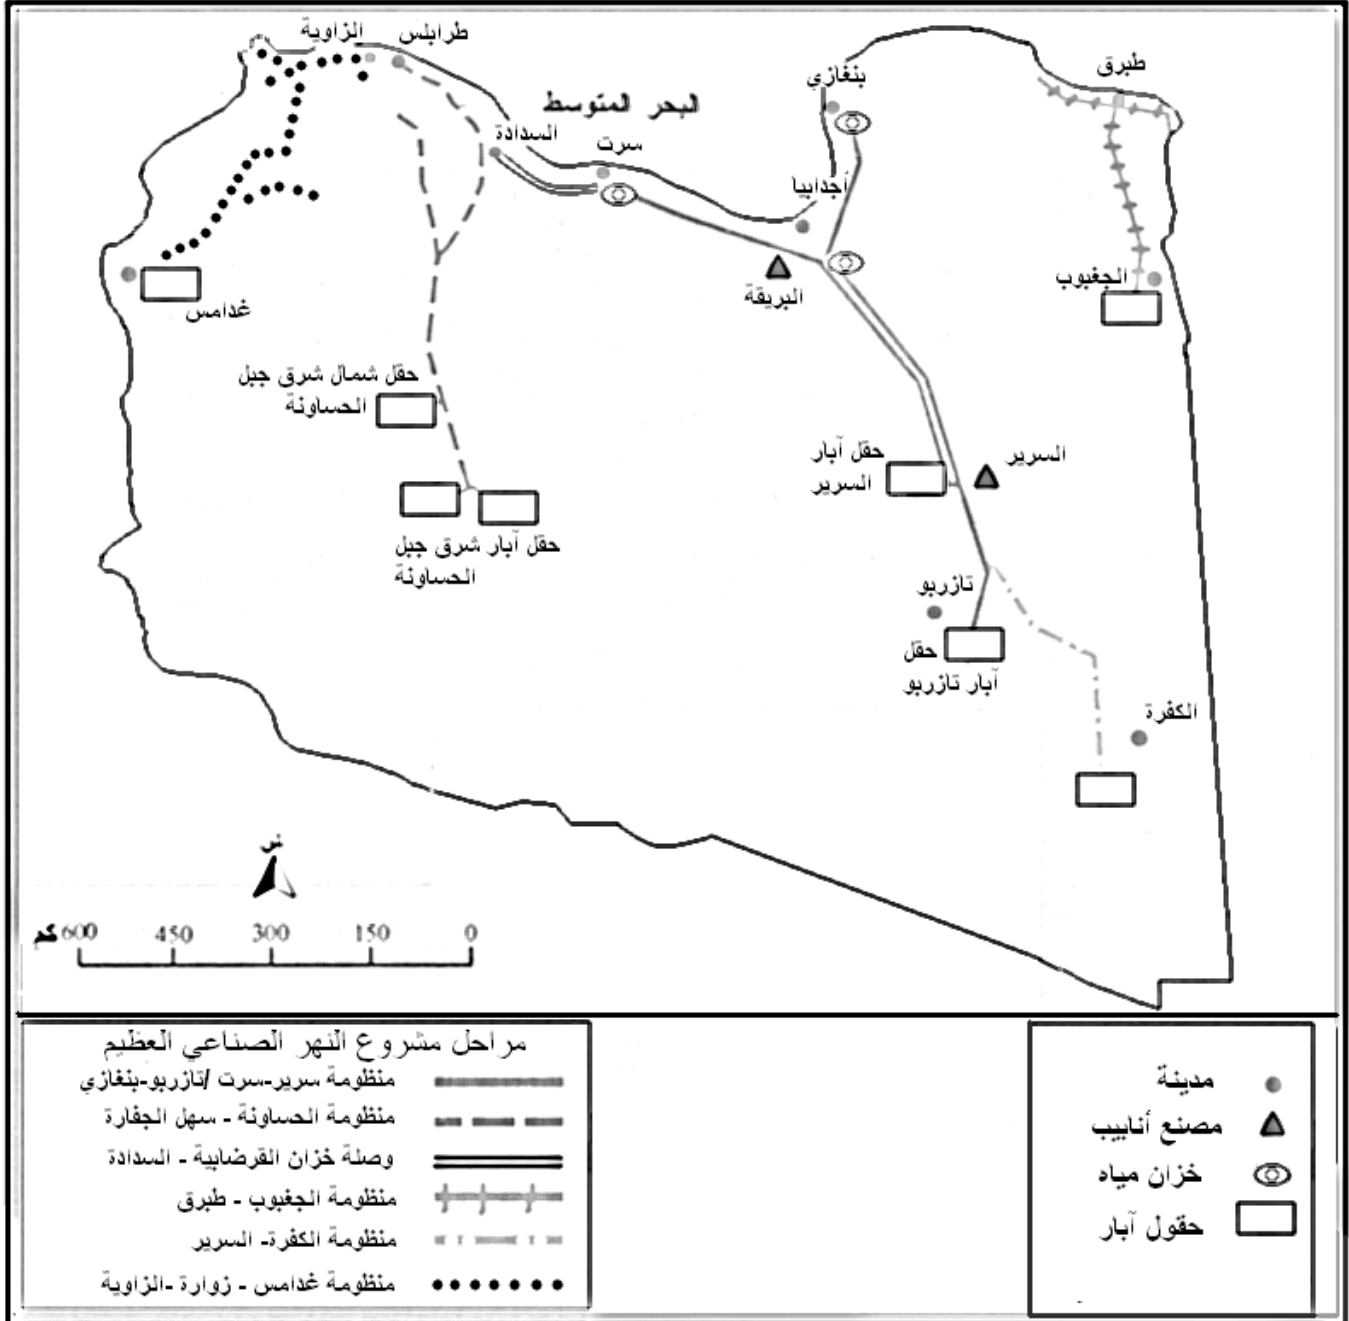 الزاوية
طرابلس
بنغازي
طبرق
البحر المتوسط
السدادة
سرت
أجدابيا
الجغبوب
البريقة
غدامس
حقل شمال شرق جبل
الحساونة
حقل آبار
السرير
السرير
حقل آبار شرق جبل
الحساونة
تازربو
حقل
آبار تازربو
الكفرة
ش
0 150 300 450 600 كم
مراحل مشروع النهر الصناعي العظيم
منظومة سرير-سرت /تازربو-بنغازي
منظومة الحساونة - سهل الجفارة
وصلة خزان القرضابية - السدادة
منظومة الجغبوب - طبرق
منظومة الكفرة- السرير
منظومة غدامس - زوارة -الزاوية
مدينة
مصنع أنابيب
خزان مياه
حقول آبار